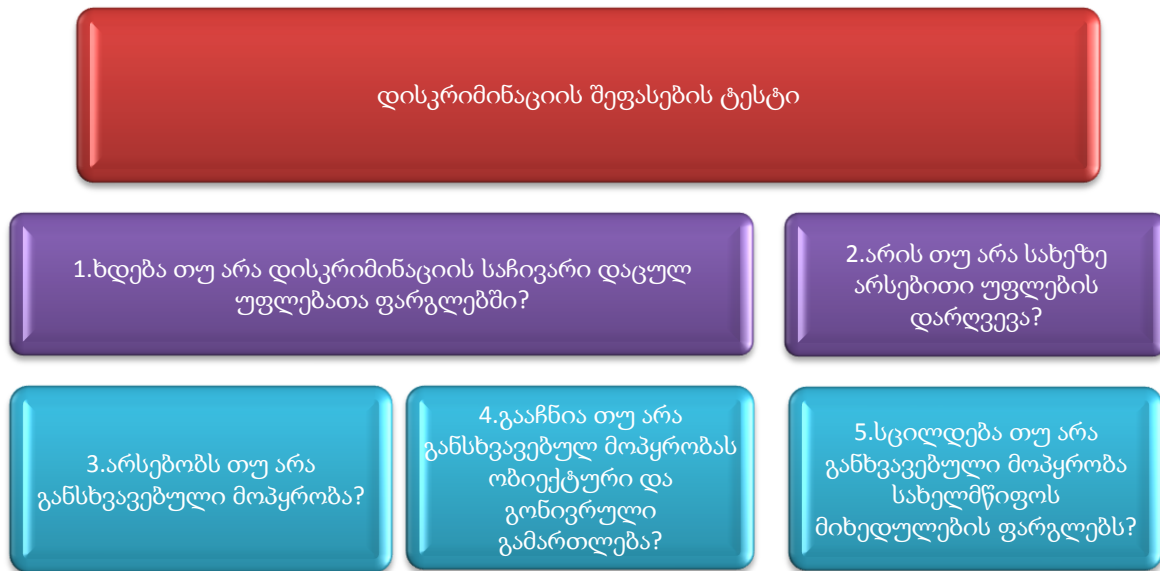 დისკრიმინაციის შეფასების ტესტი
1.ხდება თუ არა დისკრიმინაციის საჩივარი დაცულ
უფლებათა ფარგლებში?
2.არის თუ არა სახეზე
არსებითი უფლების
დარღვევა?
3.არსებობს თუ არა
განსხვავებული მოპყრობა?
4.გააჩნია თუ არა
განსხვავებულ მოპყრობას
ობიექტური და
გონივრული
გამართლება?
5.სცილდება თუ არა
განხვავებული მოპყრობა
სახელმწიფოს
მიხედულების ფარგლებს?